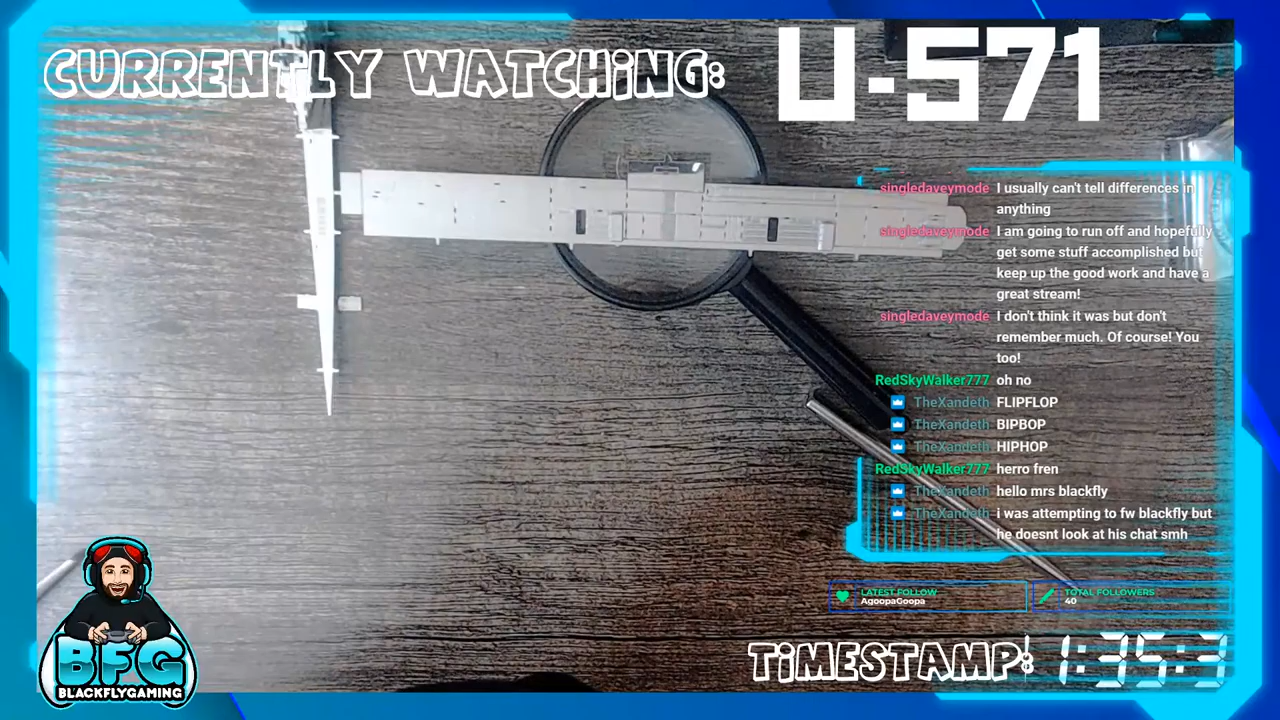 CURRENTLY WATCHING:
U-571
singledaveymode I usually can't tell differences in
anything
singledaveymode I am going to run off and hopefully
get some stuff accomplished but
keep up the good work and have a
great stream!
singledaveymode I don't think it was but don't
remember much. Of course! You
too!
RedSkyWalker777 oh no
TheXandeth FLIPFLOP
TheXandeth BIPBOP
TheXandeth HIPHOP
RedSkyWalker777 herro fren
TheXandeth hello mrs blackfly
TheXandeth i was attempting to fw blackfly but
he doesnt look at his chat smh
LATEST FOLLOW
AgoopaGoopa
TOTAL FOLLOWERS
40
TIMESTAMP: 1:35:3
BFG
BLACKFLYGAMING